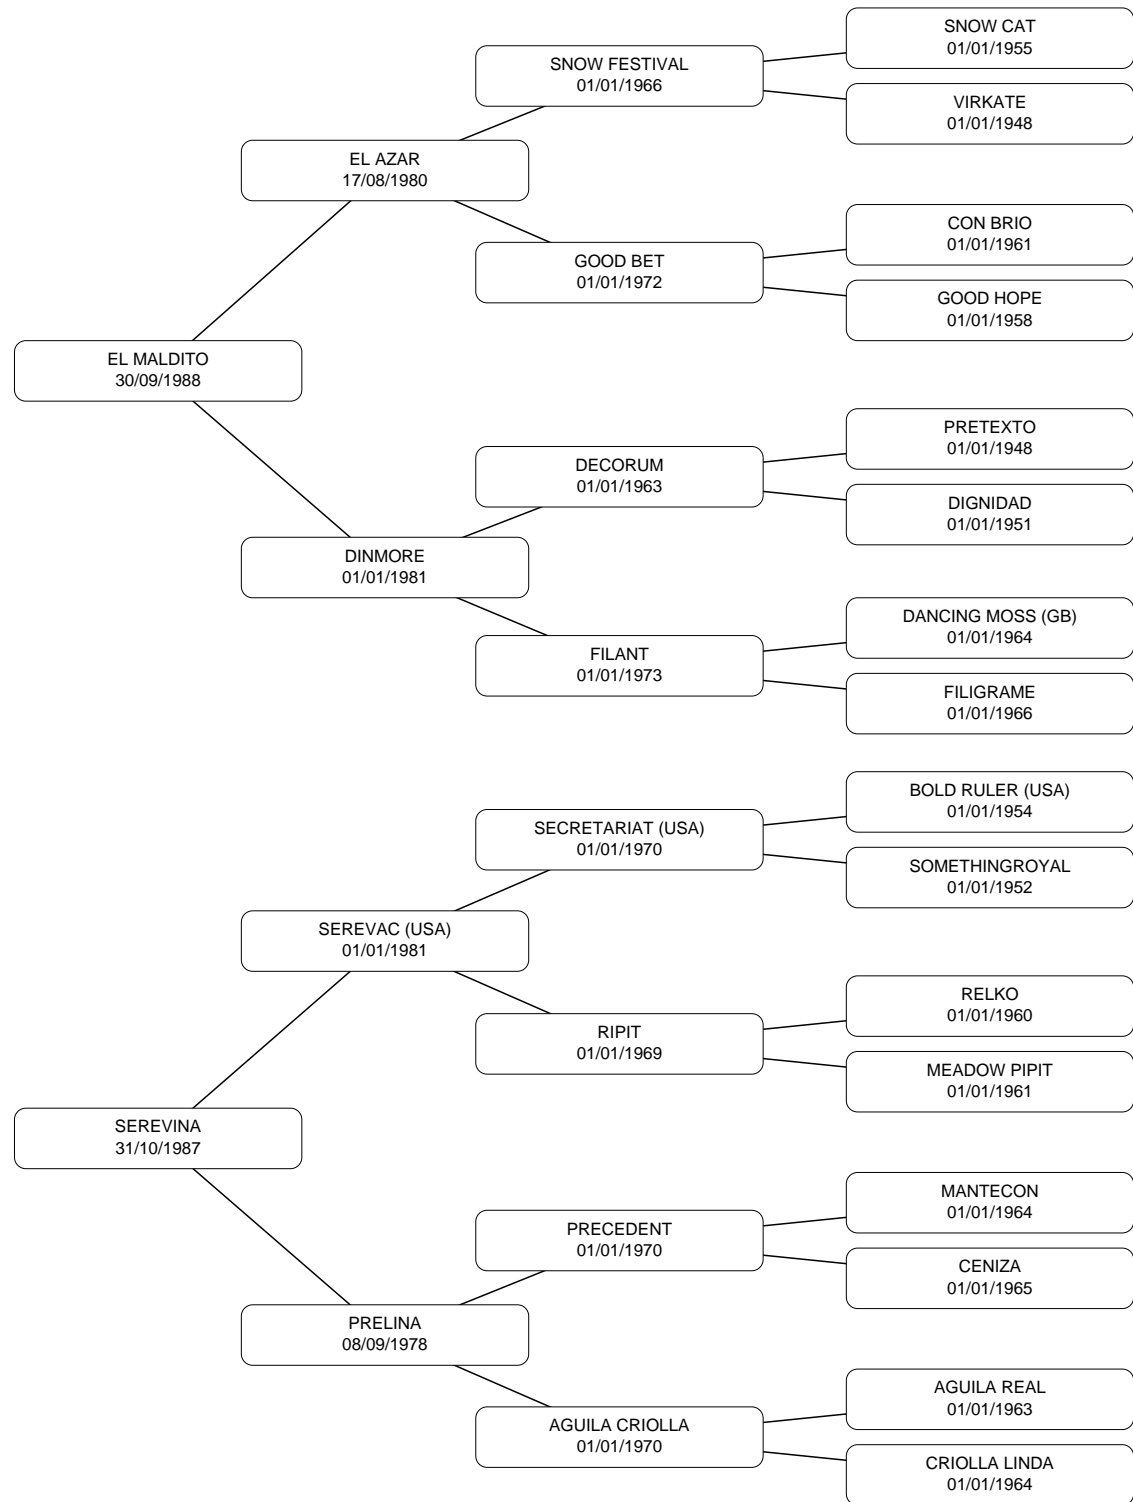 SNOW CAT
01/01/1955
SNOW FESTIVAL
01/01/1966
VIRKATE
01/01/1948
EL AZAR
17/08/1980
CON BRIO
01/01/1961
GOOD BET
01/01/1972
GOOD HOPE
01/01/1958
EL MALDITO
30/09/1988
PRETEXTO
01/01/1948
DECORUM
01/01/1963
DIGNIDAD
01/01/1951
DINMORE
01/01/1981
DANCING MOSS (GB)
01/01/1964
FILANT
01/01/1973
FILIGRAME
01/01/1966
BOLD RULER (USA)
01/01/1954
SECRETARIAT (USA)
01/01/1970
SOMETHINGROYAL
01/01/1952
SEREVAC (USA)
01/01/1981
RELKO
01/01/1960
RIPIT
01/01/1969
MEADOW PIPIT
01/01/1961
SEREVINA
31/10/1987
MANTECON
01/01/1964
PRECEDENT
01/01/1970
CENIZA
01/01/1965
PRELINA
08/09/1978
AGUILA REAL
01/01/1963
AGUILA CRIOLLA
01/01/1970
CRIOLLA LINDA
01/01/1964